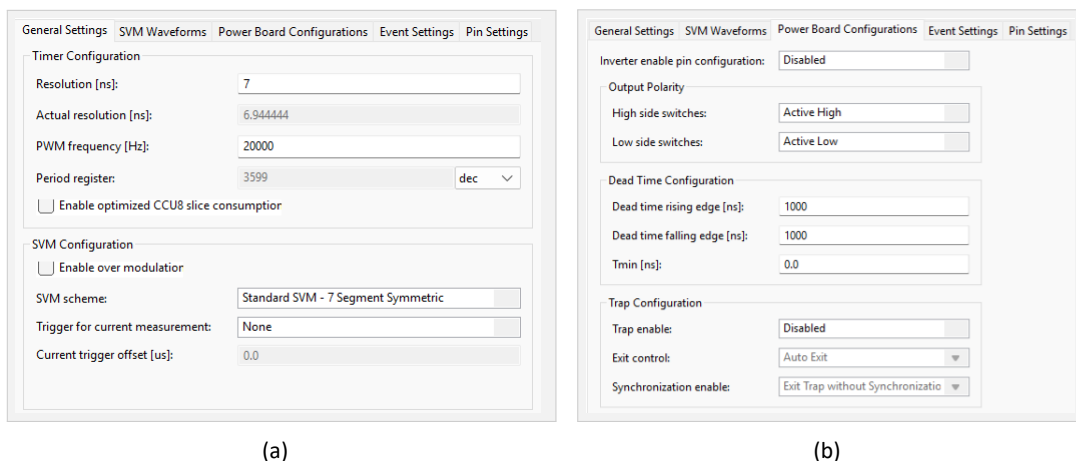 General Settings SVM Waveforms Power Board Configurations Event Settings Pin Settings
Timer Configuration
Resolution [ns]: 7
Actual resolution [ns]: 6.944444
PWM frequency [Hz]: 20000
Period register: 3599 dec
Enable optimized CCU8 slice consumptior
SVM Configuration
Enable over modulatior
SVM scheme: Standard SVM - 7 Segment Symmetric
Trigger for current measurement: None
Current trigger offset [us]: 0.0
(a)
General Settings SVM Waveforms Power Board Configurations Event Settings Pin Settings
Inverter enable pin configuration: Disabled
Output Polarity
High side switches: Active High
Low side switches: Active Low
Dead Time Configuration
Dead time rising edge [ns]: 1000
Dead time falling edge [ns]: 1000
Tmin [ns]: 0.0
Trap Configuration
Trap enable: Disabled
Exit control: Auto Exit
Synchronization enable: Exit Trap without Synchronizatio
(b)